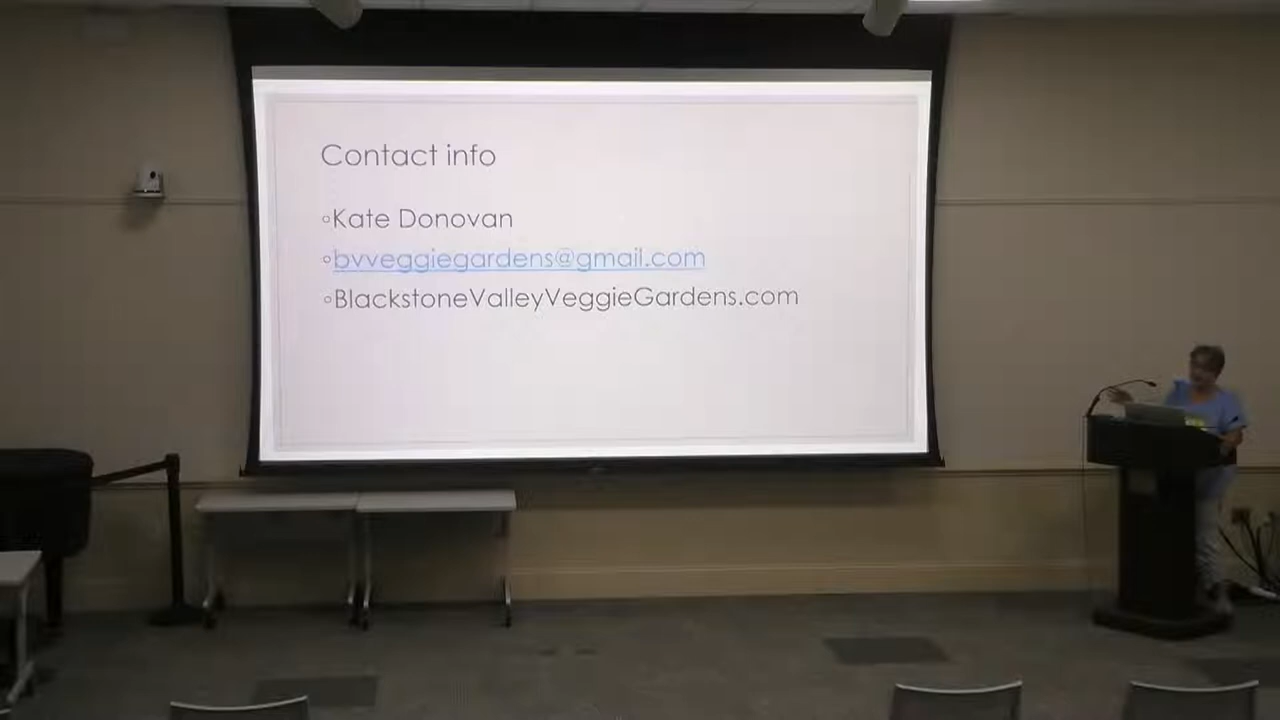 Contact info
Kate Donovan
bvveggiegardens@gmail.com
BlackstoneValleyVeggieGardens.com